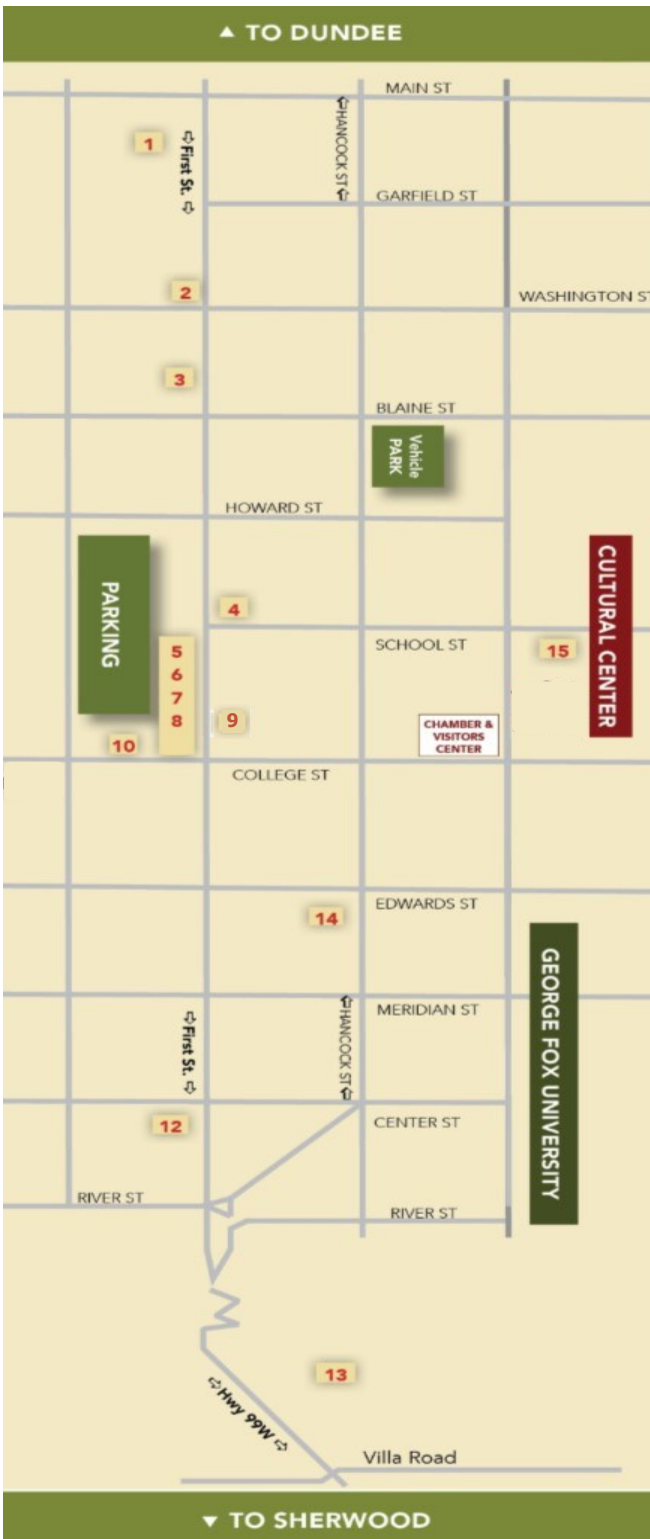 ▲ TO DUNDEE
MAIN ST
⇦ First St. ⇨
⇦ HANCOCK ST ⇦
1
GARFIELD ST
2
WASHINGTON ST
3
BLAINE ST
Vehicle
PARK
HOWARD ST
PARKING
CULTURAL CENTER
4
SCHOOL ST
15
5
6
7
8
9
10
CHAMBER &
VISITORS
CENTER
COLLEGE ST
EDWARDS ST
14
GEORGE FOX UNIVERSITY
MERIDIAN ST
⇨ First St. ⇨
⇦ HANCOCK ST ⇦
12
CENTER ST
RIVER ST
RIVER ST
13
⇦ Hwy 99W ⇨
Villa Road
▼ TO SHERWOOD